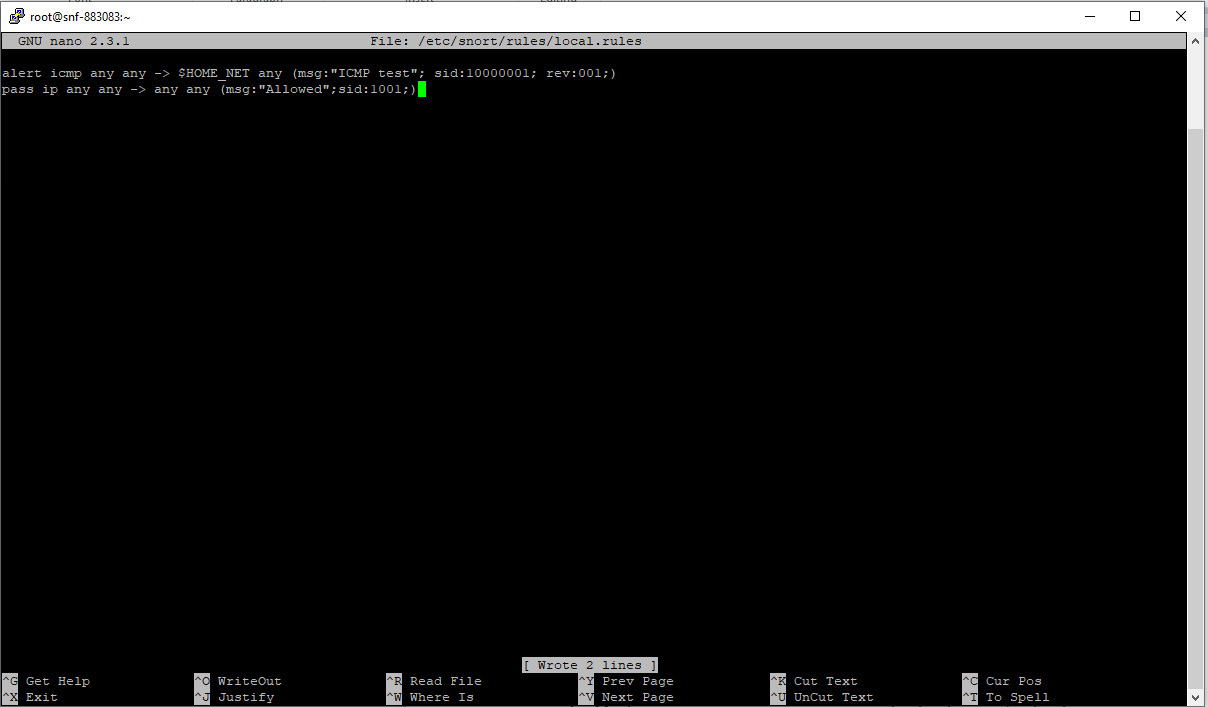 root@snf-883083:~
GNU nano 2.3.1 File: /etc/snort/rules/local.rules
alert icmp any any -> $HOME_NET any (msg:"ICMP test"; sid:10000001; rev:001;)
pass ip any any -> any any (msg:"Allowed";sid:1001;)
[ Wrote 2 lines ]
^G Get Help ^O WriteOut ^R Read File ^Y Prev Page ^K Cut Text ^C Cur Pos
^X Exit ^J Justify ^W Where Is ^V Next Page ^U UnCut Text ^T To Spell